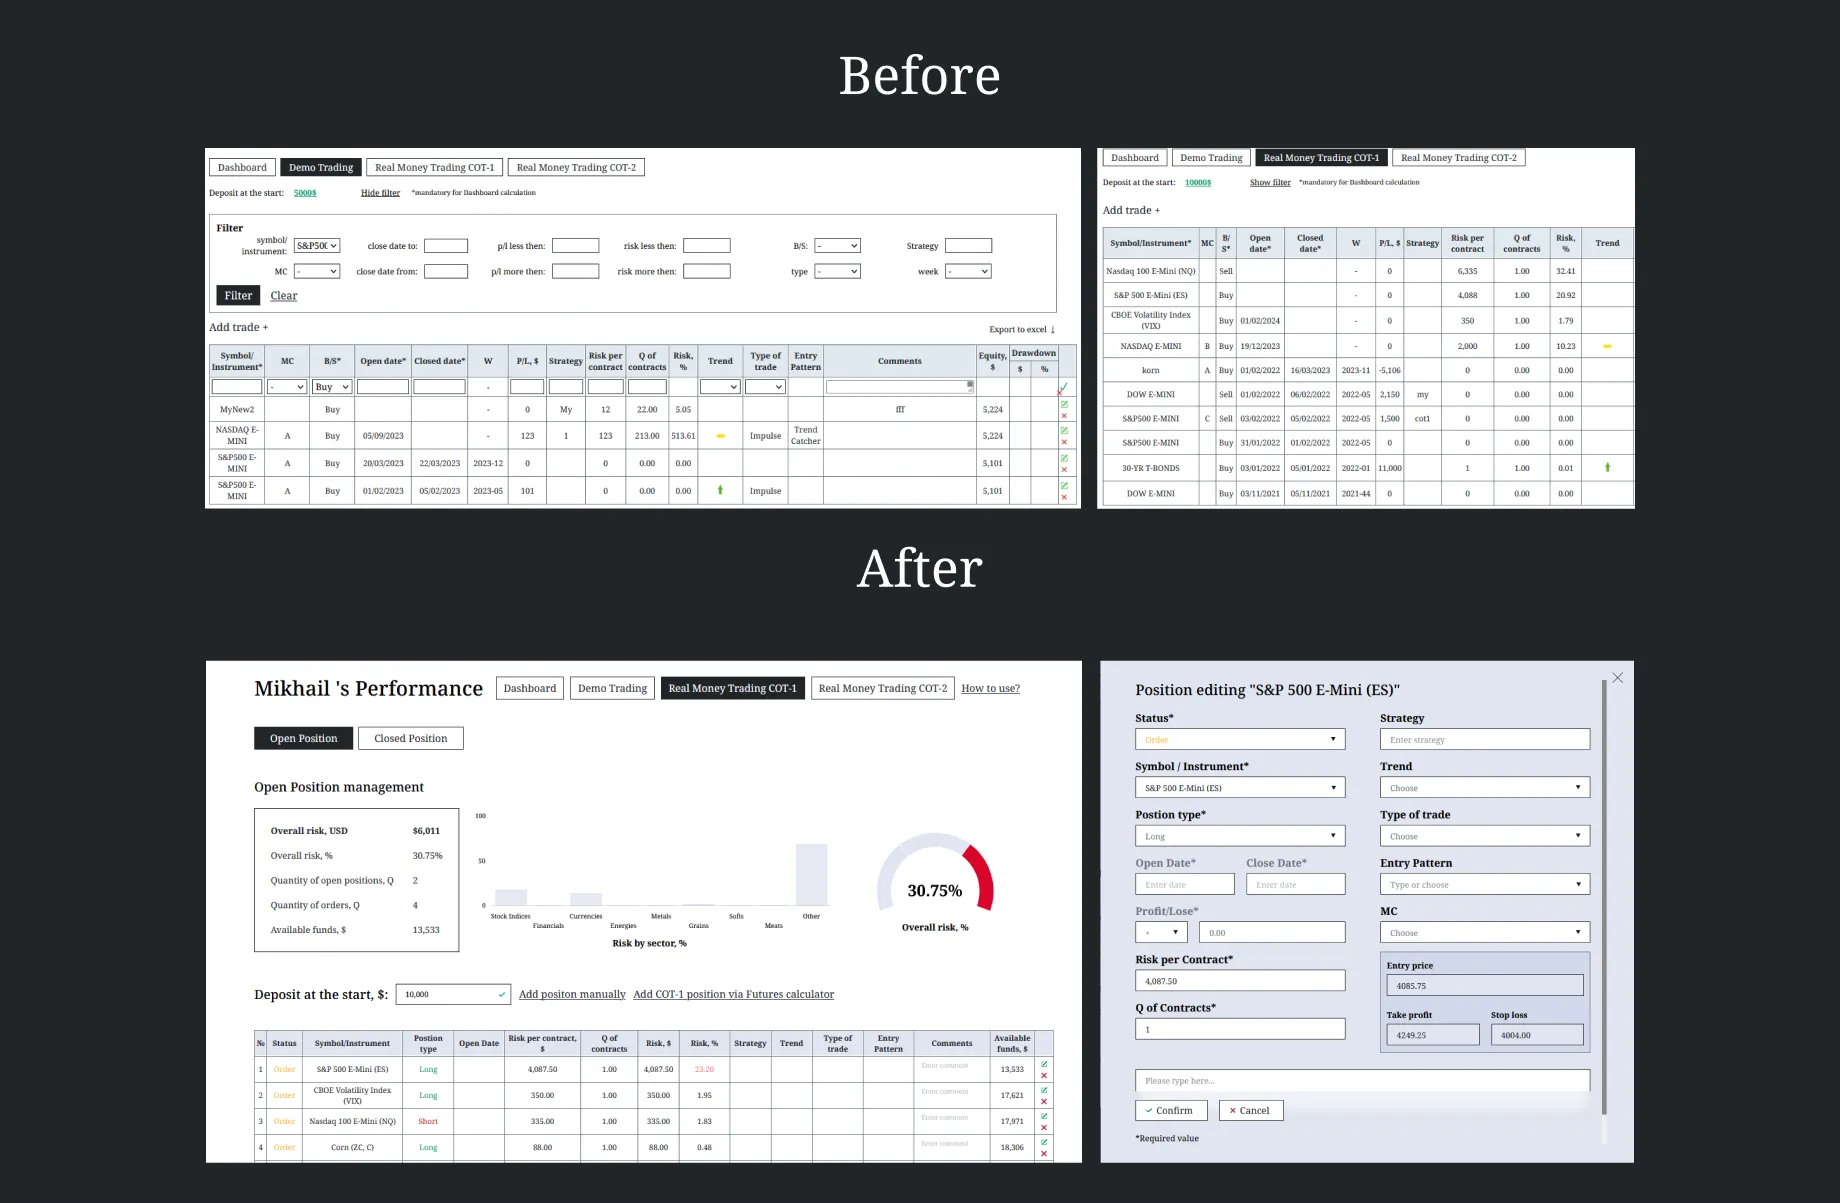 Before
Dashboard Demo Trading Real Money Trading COT-1 Real Money Trading COT-2
Deposit at the start: 5000$ Hide filter *mandatory for Dashboard calculation
Filter
symbol/ instrument: S&P50( close date to: p/l less then: risk less then: B/S: - Strategy
MC - close date from: p/l more then: risk more then: type - week -
Filter Clear
Add trade + Export to excel ↓
Symbol/ Instrument* MC B/S* Open date* Closed date* W P/L, $ Strategy Risk per contract Q of contracts Risk, % Trend Type of trade Entry Pattern Comments Equity, $ Drawdown $ %
- Buy -
MyNew2 Buy - 0 My 12 22.00 5.05 fff 5,224
NASDAQ E-MINI A Buy 05/09/2023 - 123 1 123 213.00 513.61 Impulse Trend Catcher 5,224
S&P500 E-MINI A Buy 20/03/2023 22/03/2023 2023-12 0 0 0.00 0.00 5,101
S&P500 E-MINI A Buy 01/02/2023 05/02/2023 2023-05 101 0 0.00 0.00 Impulse 5,101
Dashboard Demo Trading Real Money Trading COT-1 Real Money Trading COT-2
Deposit at the start: 10000$ Show filter *mandatory for Dashboard calculation
Add trade +
Symbol/Instrument* MC B/ S* Open date* Closed date* W P/L, $ Strategy Risk per contract Q of contracts Risk, % Trend
Nasdaq 100 E-Mini (NQ) Sell - 0 6,335 1.00 32.41
S&P 500 E-Mini (ES) Buy - 0 4,088 1.00 20.92
CBOE Volatility Index (VIX) Buy 01/02/2024 - 0 350 1.00 1.79
NASDAQ E-MINI B Buy 19/12/2023 - 0 2,000 1.00 10.23
korn A Buy 01/02/2022 16/03/2023 2023-11 -5,106 0 0.00 0.00
DOW E-MINI Sell 01/02/2022 06/02/2022 2022-05 2,150 my 0 0.00 0.00
S&P500 E-MINI C Sell 03/02/2022 05/02/2022 2022-05 1,500 cot1 0 0.00 0.00
S&P500 E-MINI Buy 31/01/2022 01/02/2022 2022-05 0 0 0.00 0.00
30-YR T-BONDS Buy 03/01/2022 05/01/2022 2022-01 11,000 1 1.00 0.01
DOW E-MINI Buy 03/11/2021 05/11/2021 2021-44 0 0 0.00 0.00
After
Mikhail 's Performance Dashboard Demo Trading Real Money Trading COT-1 Real Money Trading COT-2 How to use?
Open Position Closed Position
Open Position management
Overall risk, USD $6,011
Overall risk, % 30.75%
Quantity of open positions, Q 2
Quantity of orders, Q 4
Available funds, $ 13,533
100
50
0
Stock Indices Currencies Metals Softs Other
Financials Energies Grains Meats
Risk by sector, %
30.75%
Overall risk, %
Deposit at the start, $: 10,000 Add positon manually Add COT-1 position via Futures calculator
№ Status Symbol/Instrument Postion type Open Date Risk per contract, $ Q of contracts Risk, $ Risk, % Strategy Trend Type of trade Entry Pattern Comments Available funds, $
1 Order S&P 500 E-Mini (ES) Long 4,087.50 1.00 4,087.50 23.20 Enter comment 13,533
2 Order CBOE Volatility Index (VIX) Long 350.00 1.00 350.00 1.95 Enter comment 17,621
3 Order Nasdaq 100 E-Mini (NQ) Short 335.00 1.00 335.00 1.83 Enter comment 17,971
4 Order Corn (ZC, C) Long 88.00 1.00 88.00 0.48 Enter comment 18,306
Position editing "S&P 500 E-Mini (ES)"
Status* Strategy
Order Enter strategy
Symbol / Instrument* Trend
S&P 500 E-Mini (ES) Choose
Postion type* Type of trade
Long Choose
Open Date* Close Date* Entry Pattern
Enter date Enter date Type or choose
Profit/Lose* MC
+ 0.00 Choose
Risk per Contract* Entry price
4,087.50 4085.75
Q of Contracts* Take profit Stop loss
1 4249.25 4004.00
Please type here...
Confirm Cancel
*Required value